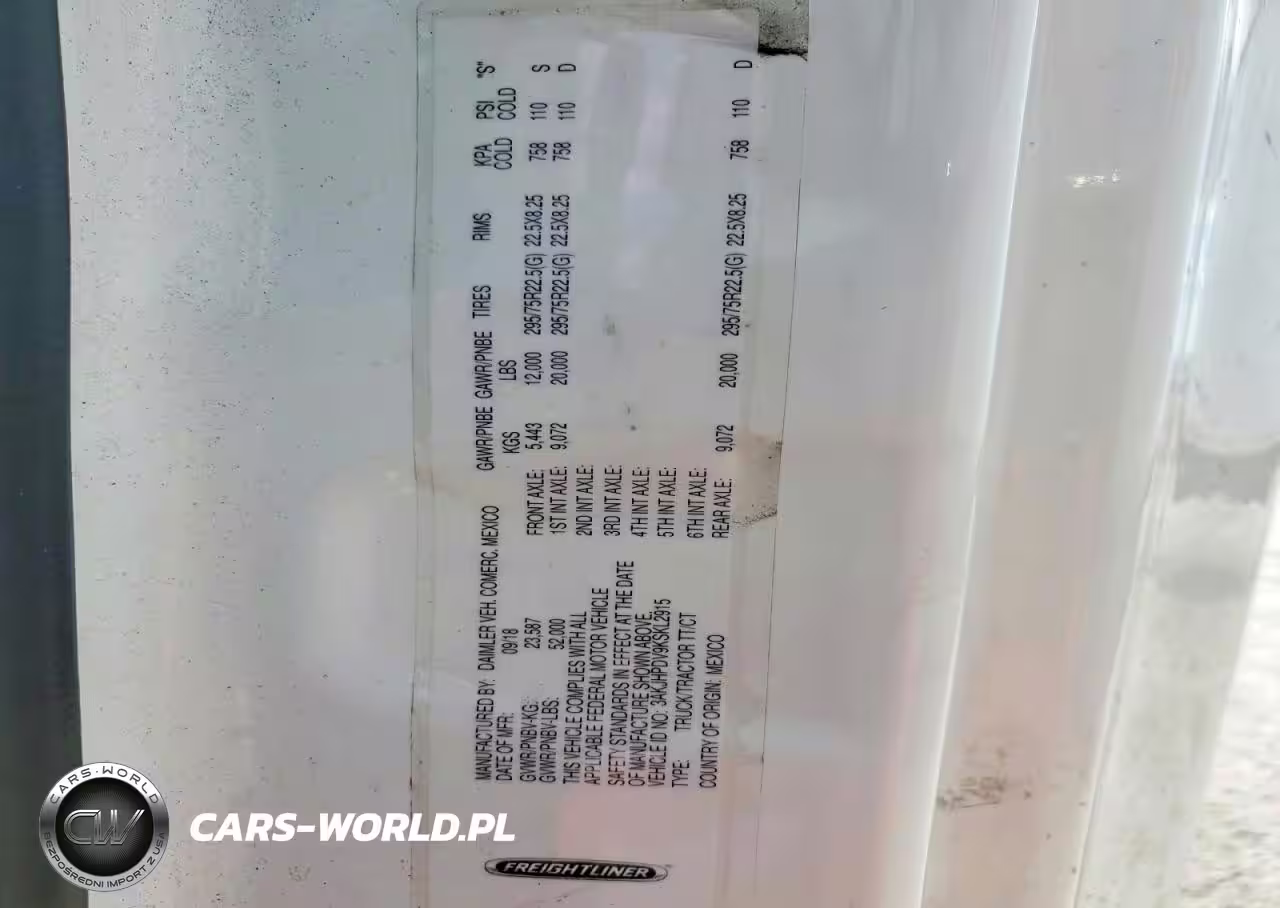 MANUFACTURED BY: DAIMLER VEH. COMERC. MEXICO
DATE OF MFR: 09/18
GVWR/PNBV-KG: 23,587
GVWR/PNBV-LBS: 52,000
THIS VEHICLE COMPLIES WITH ALL
APPLICABLE FEDERAL MOTOR VEHICLE
SAFETY STANDARDS IN EFFECT AT THE DATE
OF MANUFACTURE SHOWN ABOVE.
VEHICLE ID NO: 3AKJHPDV9KSKL2915
TYPE: TRUCK/TRACTOR TT/CT
COUNTRY OF ORIGIN: MEXICO
GAWR/PNBE GAWR/PNBE TIRES RIMS KPA PSI "S"
KGS LBS COLD COLD
FRONT AXLE: 5,443 12,000 295/75R22.5(G) 22.5X8.25 758 110 S
1ST INT AXLE: 9,072 20,000 295/75R22.5(G) 22.5X8.25 758 110 D
2ND INT AXLE:
3RD INT AXLE:
4TH INT AXLE:
5TH INT AXLE:
6TH INT AXLE:
REAR AXLE: 9,072 20,000 295/75R22.5(G) 22.5X8.25 758 110 D
FREIGHTLINER
CARS-WORLD
CW
BEZPOŚREDNI IMPORT Z USA
CARS-WORLD.PL